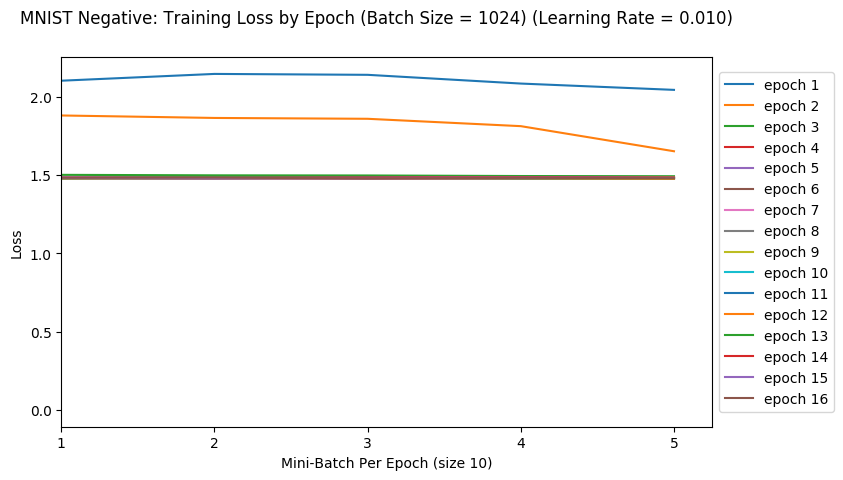 MNIST Negative: Training Loss by Epoch (Batch Size = 1024) (Learning Rate = 0.010)
2.0
1.5
1.0
0.5
0.0
Loss
1 2 3 4 5
Mini-Batch Per Epoch (size 10)
epoch 1
epoch 2
epoch 3
epoch 4
epoch 5
epoch 6
epoch 7
epoch 8
epoch 9
epoch 10
epoch 11
epoch 12
epoch 13
epoch 14
epoch 15
epoch 16